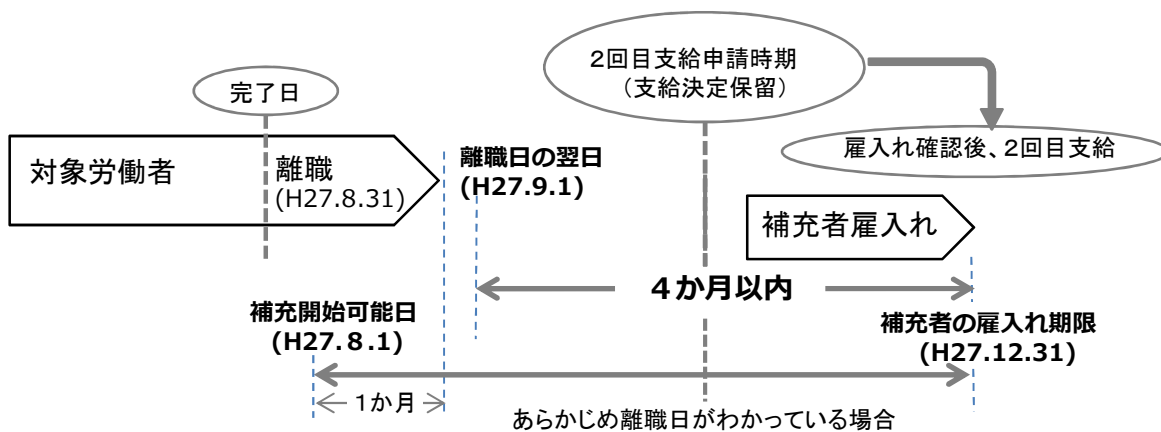 2回目支給申請時期
（支給決定保留）
完了日
雇入れ確認後、2回目支給
対象労働者
離職
(H27.8.31)
離職日の翌日
(H27.9.1)
補充者雇入れ
４か月以内
補充開始可能日
(H27.８.1)
補充者の雇入れ期限
(H27.12.31)
1か月
あらかじめ離職日がわかっている場合